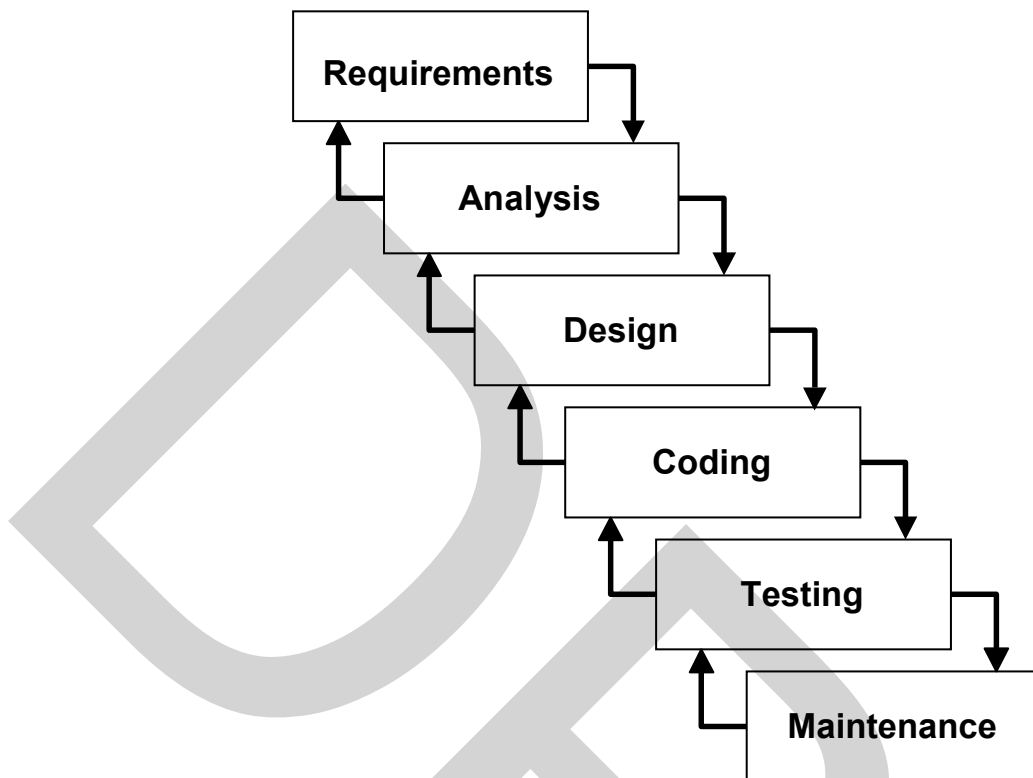 Requirements
Analysis
Design
Coding
Testing
Maintenance